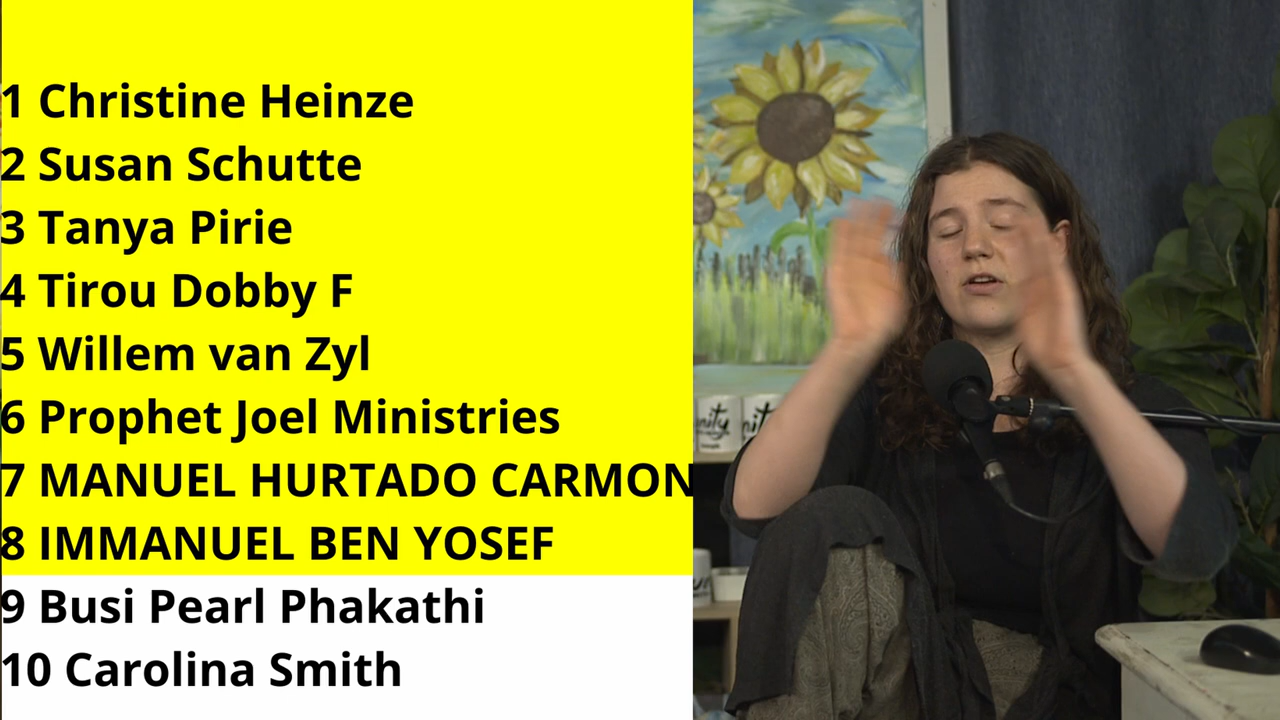 1 Christine Heinze
2 Susan Schutte
3 Tanya Pirie
4 Tirou Dobby F
5 Willem van Zyl
6 Prophet Joel Ministries
7 MANUEL HURTADO CARMON
8 IMMANUEL BEN YOSEF
9 Busi Pearl Phakathi
10 Carolina Smith